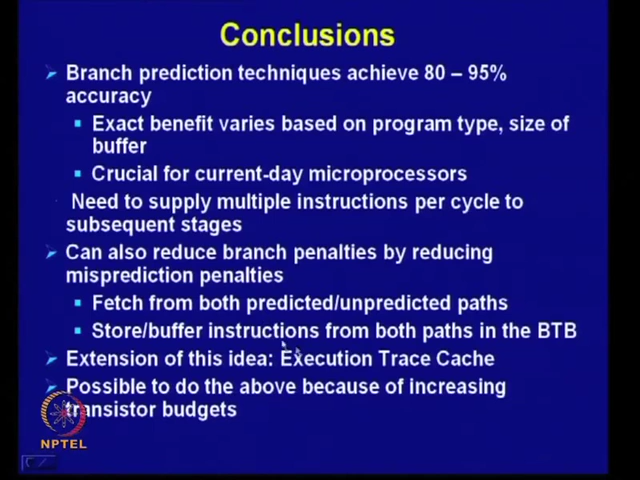 Conclusions
Branch prediction techniques achieve 80 – 95%
accuracy
Exact benefit varies based on program type, size of
buffer
Crucial for current-day microprocessors
Need to supply multiple instructions per cycle to
subsequent stages
Can also reduce branch penalties by reducing
misprediction penalties
Fetch from both predicted/unpredicted paths
Store/buffer instructions from both paths in the BTB
Extension of this idea: Execution Trace Cache
Possible to do the above because of increasing
transistor budgets
NPTEL